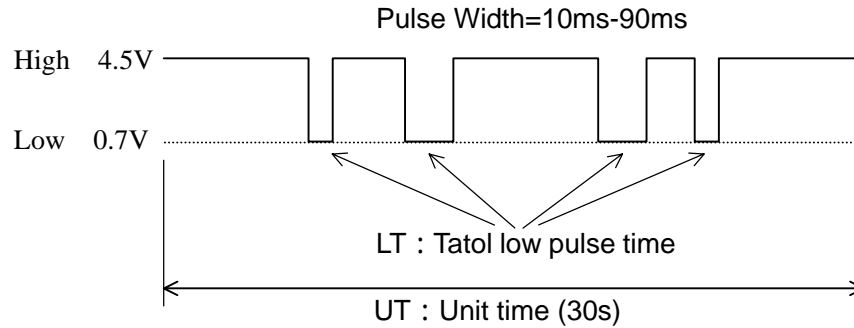 Pulse Width=10ms-90ms
High 4.5V
Low 0.7V
LT : Tatol low pulse time
UT : Unit time (30s)